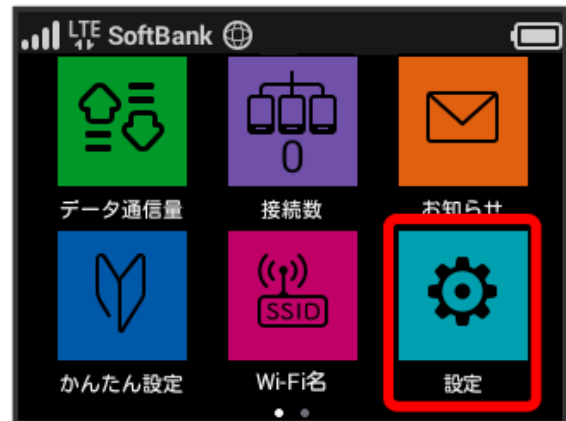 LTE SoftBank
データ通信量 接続数 お知らせ
0
SSID
かんたん設定 Wi-Fi名 設定